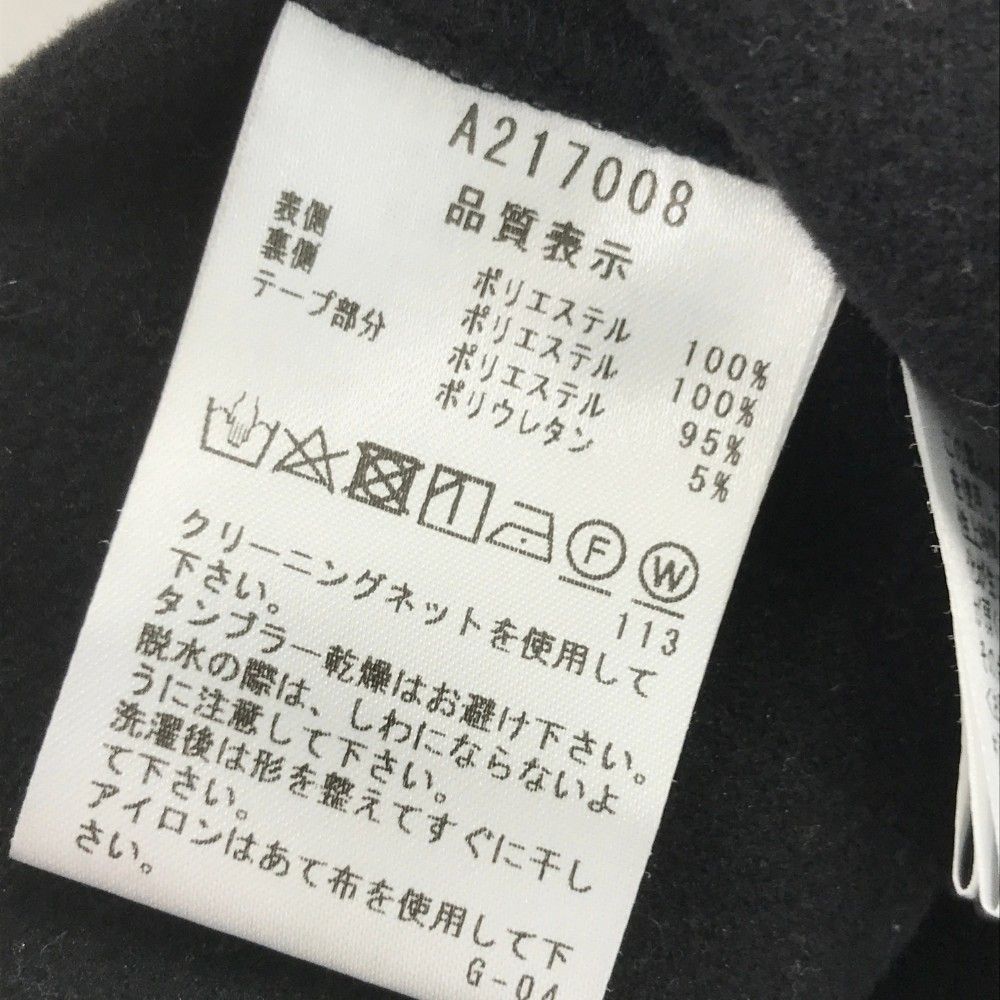 A217008
品質表示
表側 ポリエステル 100%
裏側 ポリエステル 100%
テープ部分 ポリエステル 95%
ポリウレタン 5%
F W
113
クリーニングネットを使用して
下さい。
タンブラー乾燥はお避け下さい。
脱水の際は、しわにならないよ
うに注意して下さい。
洗濯後は形を整えてすぐに干し
て下さい。
アイロンはあて布を使用して下
さい。
G-04